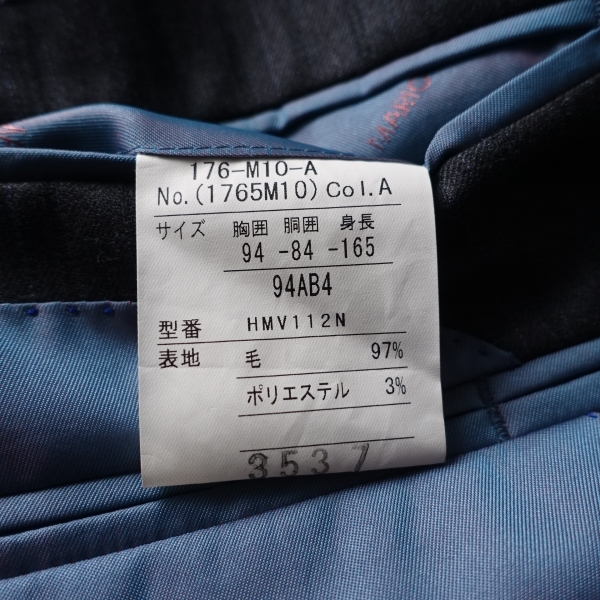 176-M10-A
No.(1765M10) Col.A
サイズ 胸囲 胴囲 身長
94 -84 -165
94AB4
型番 HMV112N
表地 毛 97%
ポリエステル 3%
3537